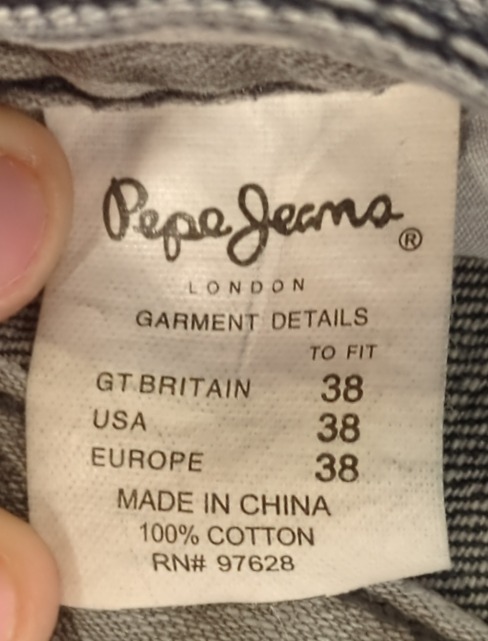 Pepe Jeans ®
LONDON
GARMENT DETAILS
TO FIT
GT.BRITAIN 38
USA 38
EUROPE 38
MADE IN CHINA
100% COTTON
RN# 97628